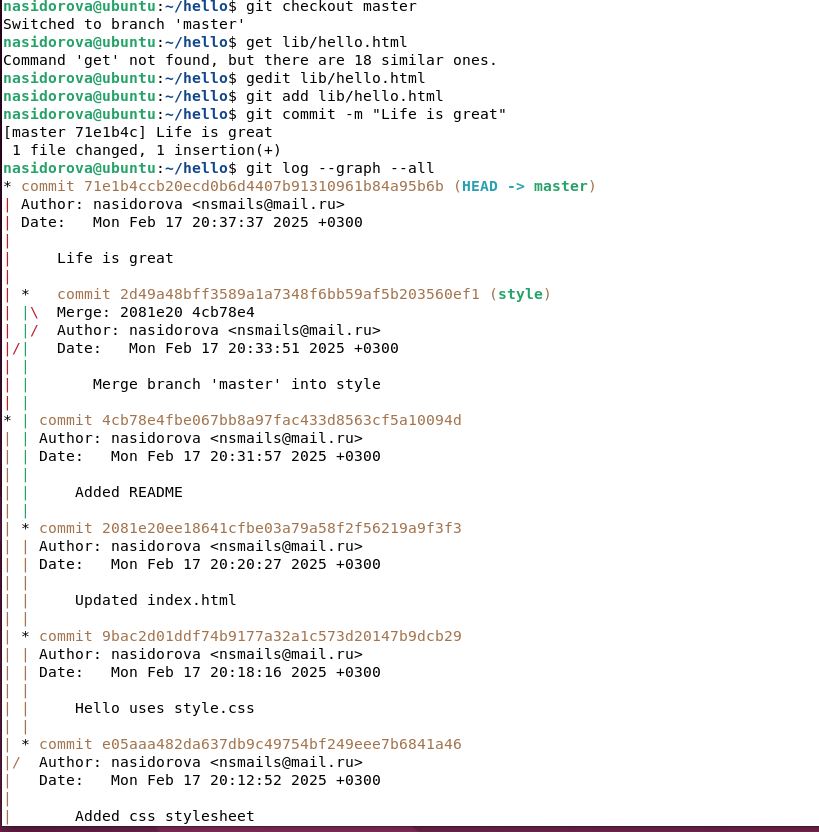 nasidorova@ubuntu:~/hello$ git checkout master
Switched to branch 'master'
nasidorova@ubuntu:~/hello$ get lib/hello.html
Command 'get' not found, but there are 18 similar ones.
nasidorova@ubuntu:~/hello$ gedit lib/hello.html
nasidorova@ubuntu:~/hello$ git add lib/hello.html
nasidorova@ubuntu:~/hello$ git commit -m "Life is great"
[master 71e1b4c] Life is great
 1 file changed, 1 insertion(+)
nasidorova@ubuntu:~/hello$ git log --graph --all
* commit 71e1b4ccb20ecd0b6d4407b91310961b84a95b6b (HEAD -> master)
| Author: nasidorova <nsmails@mail.ru>
| Date:   Mon Feb 17 20:37:37 2025 +0300
|
|     Life is great
|
| *   commit 2d49a48bff3589a1a7348f6bb59af5b203560ef1 (style)
| |\  Merge: 2081e20 4cb78e4
| |/  Author: nasidorova <nsmails@mail.ru>
|/|   Date:   Mon Feb 17 20:33:51 2025 +0300
| |
| |       Merge branch 'master' into style
| |
* | commit 4cb78e4fbe067bb8a97fac433d8563cf5a10094d
| | Author: nasidorova <nsmails@mail.ru>
| | Date:   Mon Feb 17 20:31:57 2025 +0300
| |
| |     Added README
| |
| * commit 2081e20ee18641cfbe03a79a58f2f56219a9f3f3
| | Author: nasidorova <nsmails@mail.ru>
| | Date:   Mon Feb 17 20:20:27 2025 +0300
| |
| |     Updated index.html
| |
| * commit 9bac2d01ddf74b9177a32a1c573d20147b9dcb29
| | Author: nasidorova <nsmails@mail.ru>
| | Date:   Mon Feb 17 20:18:16 2025 +0300
| |
| |     Hello uses style.css
| |
| * commit e05aaa482da637db9c49754bf249eee7b6841a46
|/  Author: nasidorova <nsmails@mail.ru>
|   Date:   Mon Feb 17 20:12:52 2025 +0300
|
|       Added css stylesheet